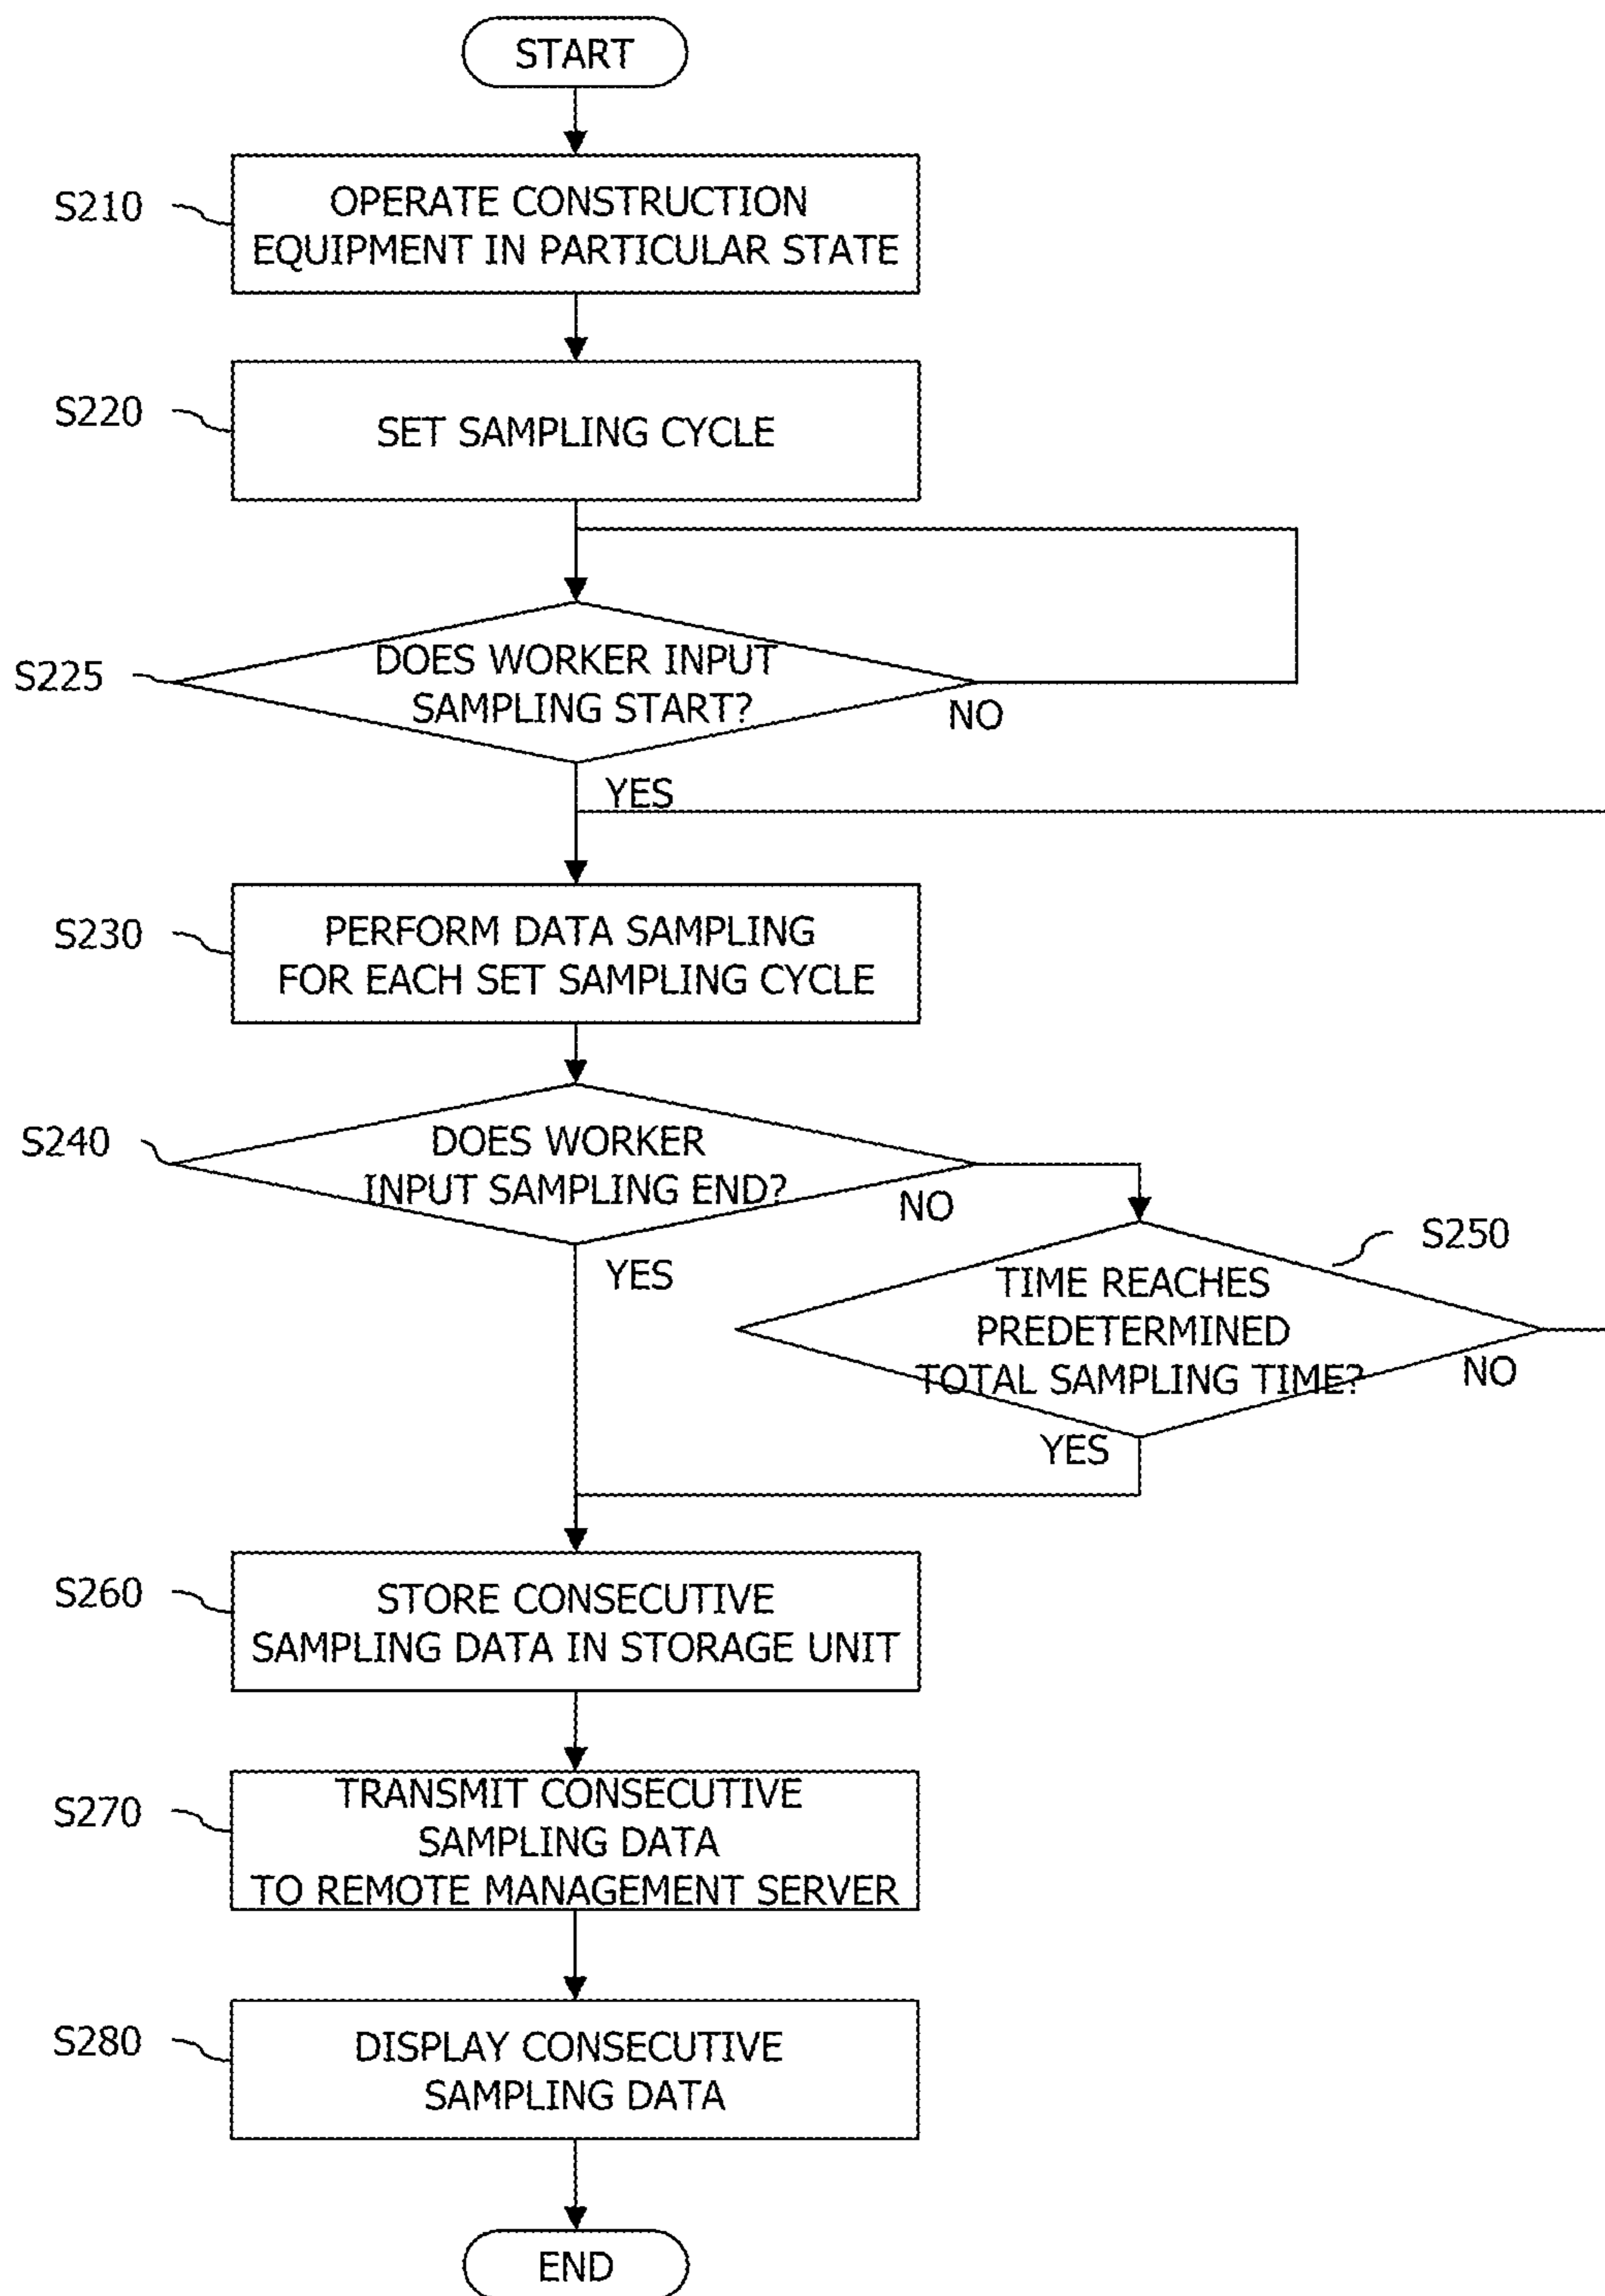 START
S210
OPERATE CONSTRUCTION
EQUIPMENT IN PARTICULAR STATE
S220
SET SAMPLING CYCLE
S225
DOES WORKER INPUT
SAMPLING START?
NO
YES
S230
PERFORM DATA SAMPLING
FOR EACH SET SAMPLING CYCLE
S240
DOES WORKER
INPUT SAMPLING END?
NO
YES
S250
TIME REACHES
PREDETERMINED
TOTAL SAMPLING TIME?
NO
YES
S260
STORE CONSECUTIVE
SAMPLING DATA IN STORAGE UNIT
S270
TRANSMIT CONSECUTIVE
SAMPLING DATA
TO REMOTE MANAGEMENT SERVER
S280
DISPLAY CONSECUTIVE
SAMPLING DATA
END